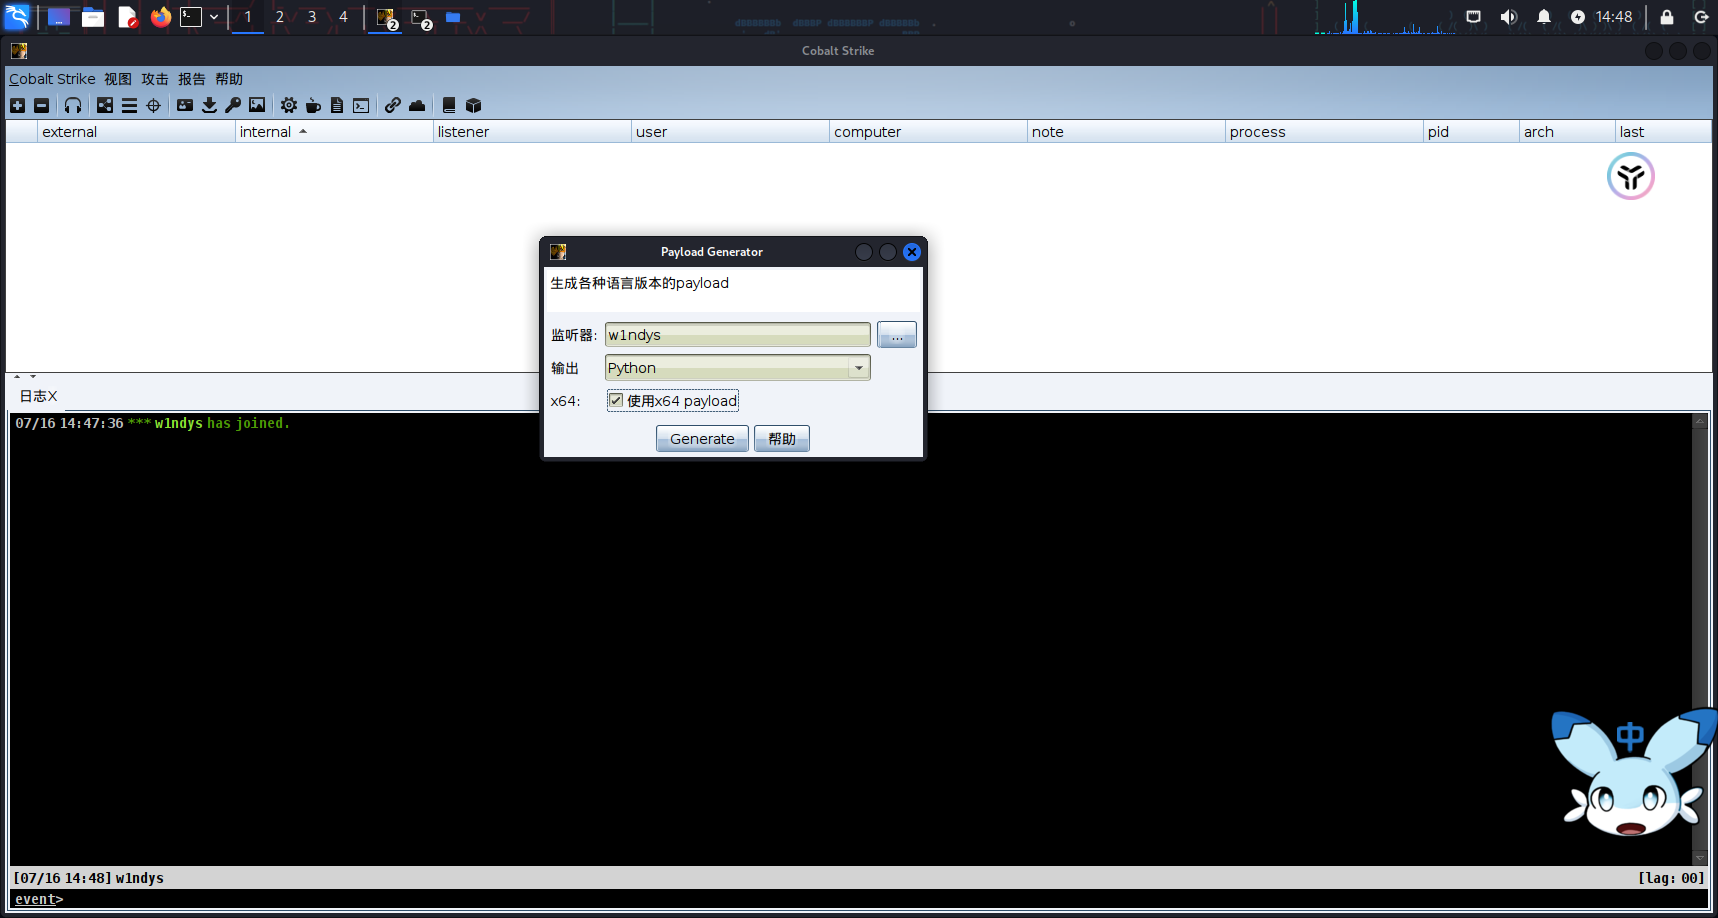 1 2 3 4 2 2 14:48
Cobalt Strike
Cobalt Strike 视图 攻击 报告 帮助
external internal listener user computer note process pid arch last
Payload Generator
生成各种语言版本的payload
监听器: w1ndys ...
输出 Python
x64: 使用x64 payload
Generate 帮助
日志X
07/16 14:47:36 *** w1ndys has joined.
中
[07/16 14:48] w1ndys [lag: 00]
event>